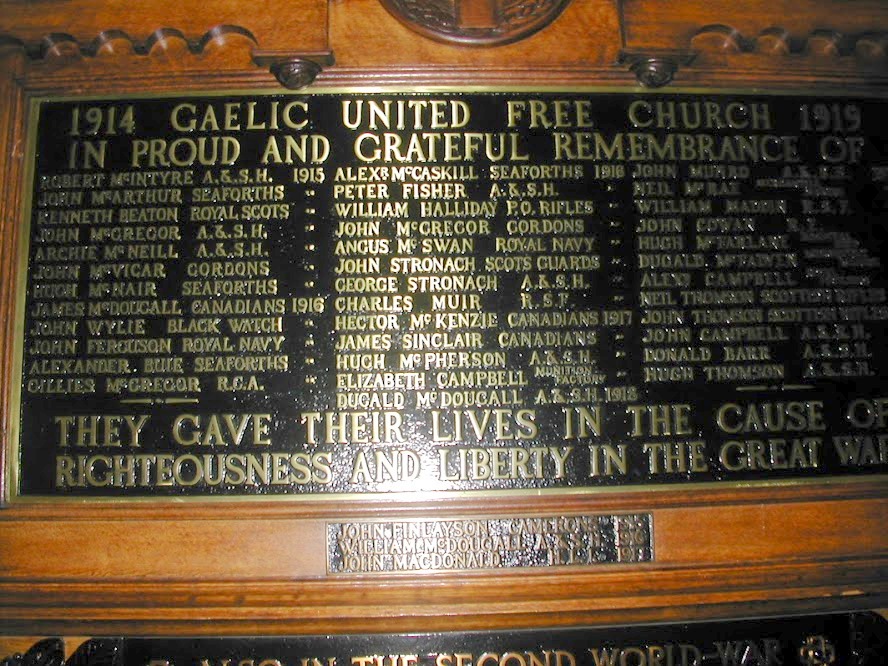 1914 GAELIC UNITED FREE CHURCH 1919
IN PROUD AND GRATEFUL REMEMBRANCE OF
ROBERT McINTYRE A.&S.H. 1915
JOHN McARTHUR SEAFORTHS "
KENNETH BEATON ROYAL SCOTS "
JOHN McGREGOR A.&S.H. "
ARCHIE McNEILL A.&S.H. "
JOHN McVICAR GORDONS "
HUGH McNAIR SEAFORTHS "
JAMES McDOUGALL CANADIANS 1916
JOHN WYLIE BLACK WATCH "
JOHN FERGUSON ROYAL NAVY "
ALEXANDER BUIE SEAFORTHS "
GILLIES McGREGOR R.G.A. "
ALEXR McCASKILL SEAFORTHS 1916
PETER FISHER A.&S.H. "
WILLIAM HALLIDAY P.O. RIFLES "
JOHN McGREGOR GORDONS "
ANGUS McSWAN ROYAL NAVY "
JOHN STRONACH SCOTS GUARDS "
GEORGE STRONACH A.&S.H. "
CHARLES MUIR R.S.F. "
HECTOR McKENZIE CANADIANS 1917
JAMES SINCLAIR CANADIANS "
HUGH McPHERSON A.&S.H. "
ELIZABETH CAMPBELL MUNITION FACTORY "
DUGALD McDOUGALL A.&S.H. 1918
JOHN MUNRO A.&S.H.
NEIL McRAE
WILLIAM MARTIN
JOHN COWAN
HUGH McFARLANE
DUGALD McFADYEN
ALEXR CAMPBELL
NEIL THOMSON SCOTTISH RIFLES
JOHN THOMSON SCOTTISH RIFLES
JOHN CAMPBELL A.&S.H.
DONALD BARR A.&S.H.
HUGH THOMSON A.&S.H.
THEY GAVE THEIR LIVES IN THE CAUSE OF
RIGHTEOUSNESS AND LIBERTY IN THE GREAT WAR
JOHN FINLAYSON CAMERONS
WILLIAM McDOUGALL A.&S.H.
JOHN MACDONALD H.L.I.
ALSO IN THE SECOND WORLD-WAR